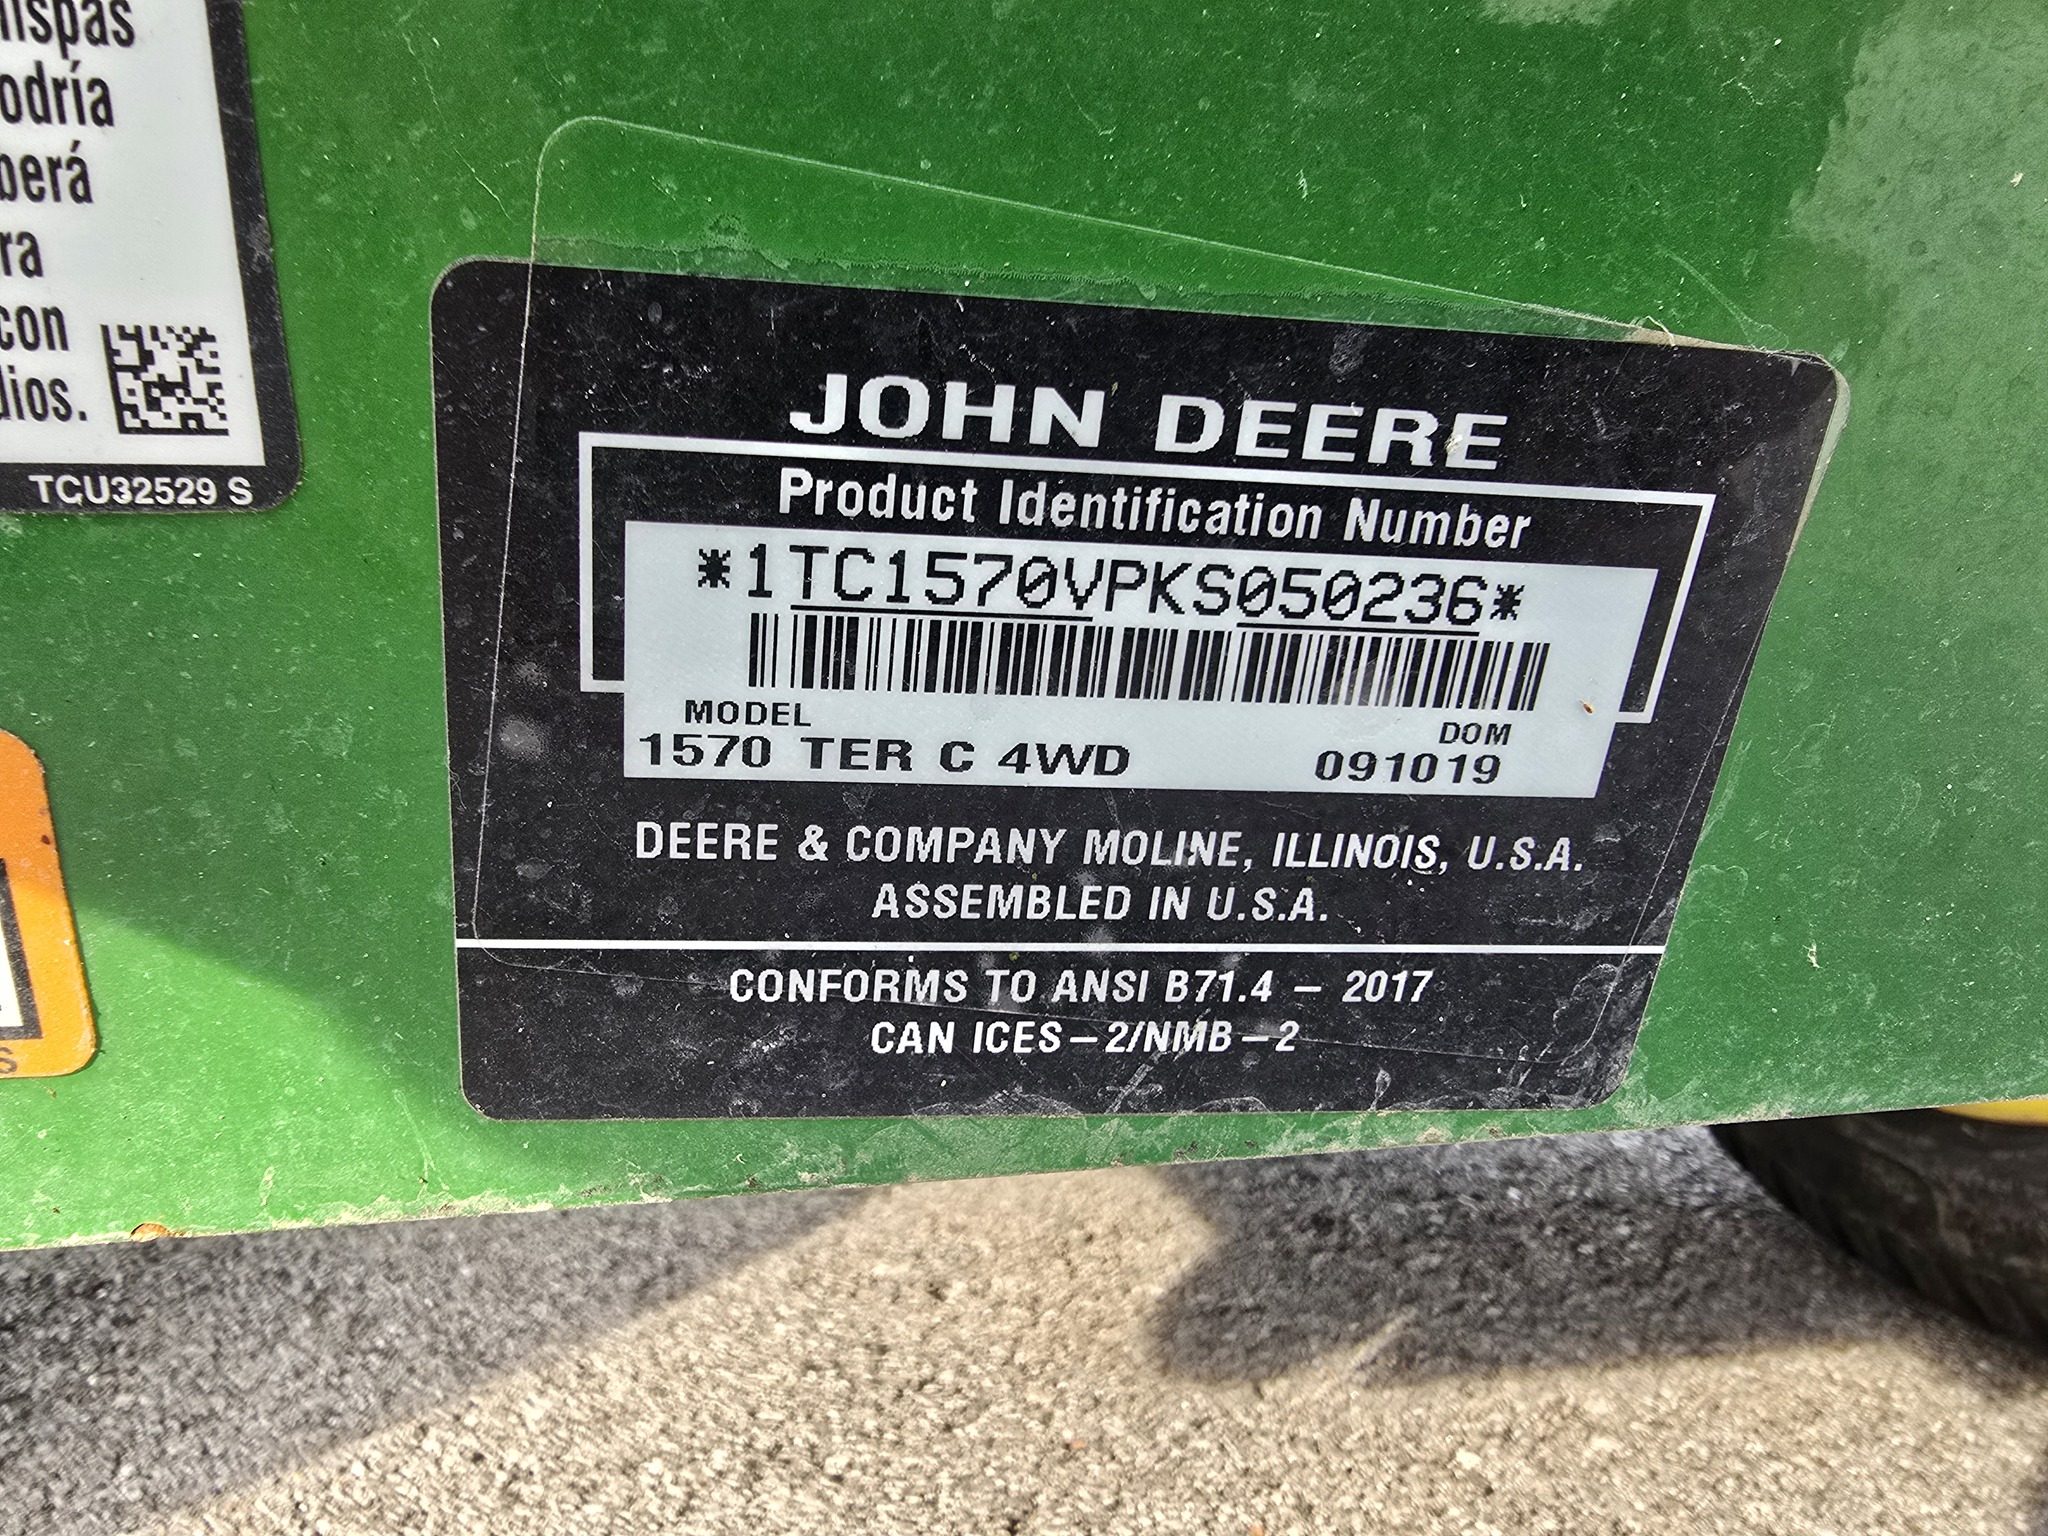 odría
berá
ra
con
dios.
TCU32529 S
JOHN DEERE
Product Identification Number
*1TC1570VPKS050236*
MODEL DOM
1570 TER C 4WD 091019
DEERE & COMPANY MOLINE, ILLINOIS, U.S.A.
ASSEMBLED IN U.S.A.
CONFORMS TO ANSI B71.4 – 2017
CAN ICES – 2/NMB – 2